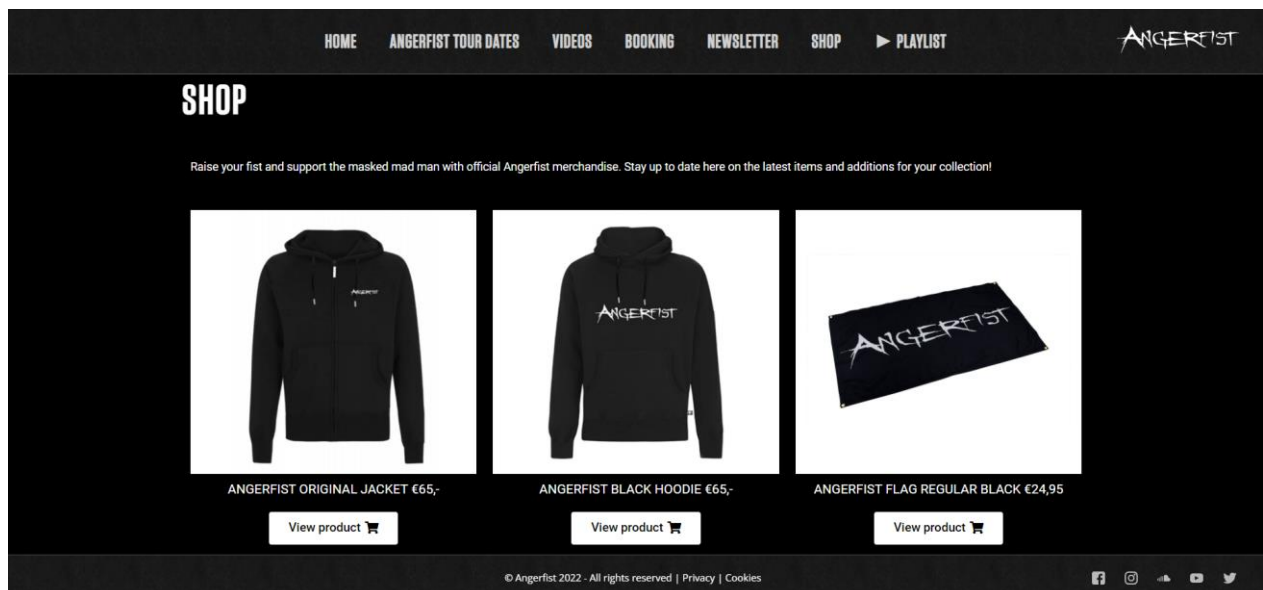 HOME ANGERFIST TOUR DATES VIDEOS BOOKING NEWSLETTER SHOP ▶ PLAYLIST ANGERFIST
SHOP
Raise your fist and support the masked mad man with official Angerfist merchandise. Stay up to date here on the latest items and additions for your collection!
ANGERFIST
ANGERFIST
ANGERFIST
ANGERFIST ORIGINAL JACKET €65,-
ANGERFIST BLACK HOODIE €65,-
ANGERFIST FLAG REGULAR BLACK €24,95
View product
View product
View product
© Angerfist 2022 - All rights reserved | Privacy | Cookies